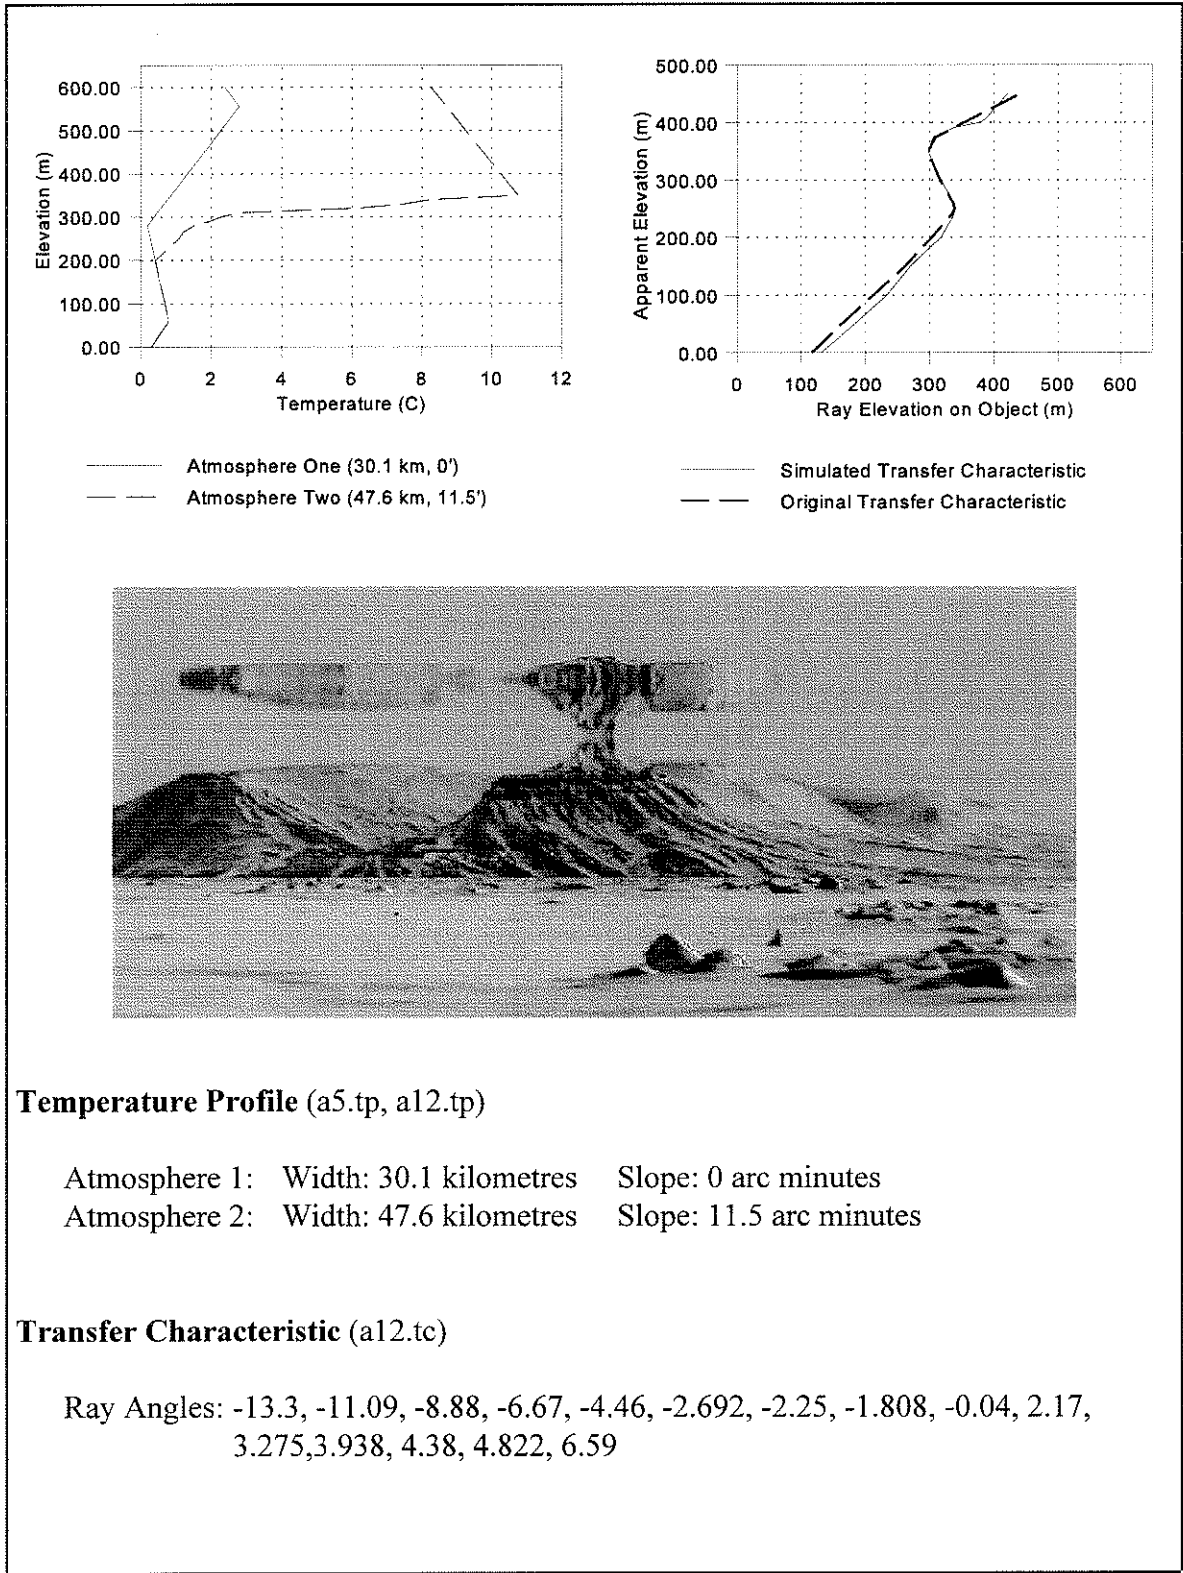 600.00
500.00
400.00
300.00
200.00
100.00
0.00
Elevation (m)
0 2 4 6 8 10 12
Temperature (C)
Atmosphere One (30.1 km, 0')
Atmosphere Two (47.6 km, 11.5')
500.00
400.00
300.00
200.00
100.00
0.00
Apparent Elevation (m)
0 100 200 300 400 500 600
Ray Elevation on Object (m)
Simulated Transfer Characteristic
Original Transfer Characteristic
Temperature Profile (a5.tp, a12.tp)
Atmosphere 1: Width: 30.1 kilometres Slope: 0 arc minutes
Atmosphere 2: Width: 47.6 kilometres Slope: 11.5 arc minutes
Transfer Characteristic (a12.tc)
Ray Angles: -13.3, -11.09, -8.88, -6.67, -4.46, -2.692, -2.25, -1.808, -0.04, 2.17,
3.275,3.938, 4.38, 4.822, 6.59